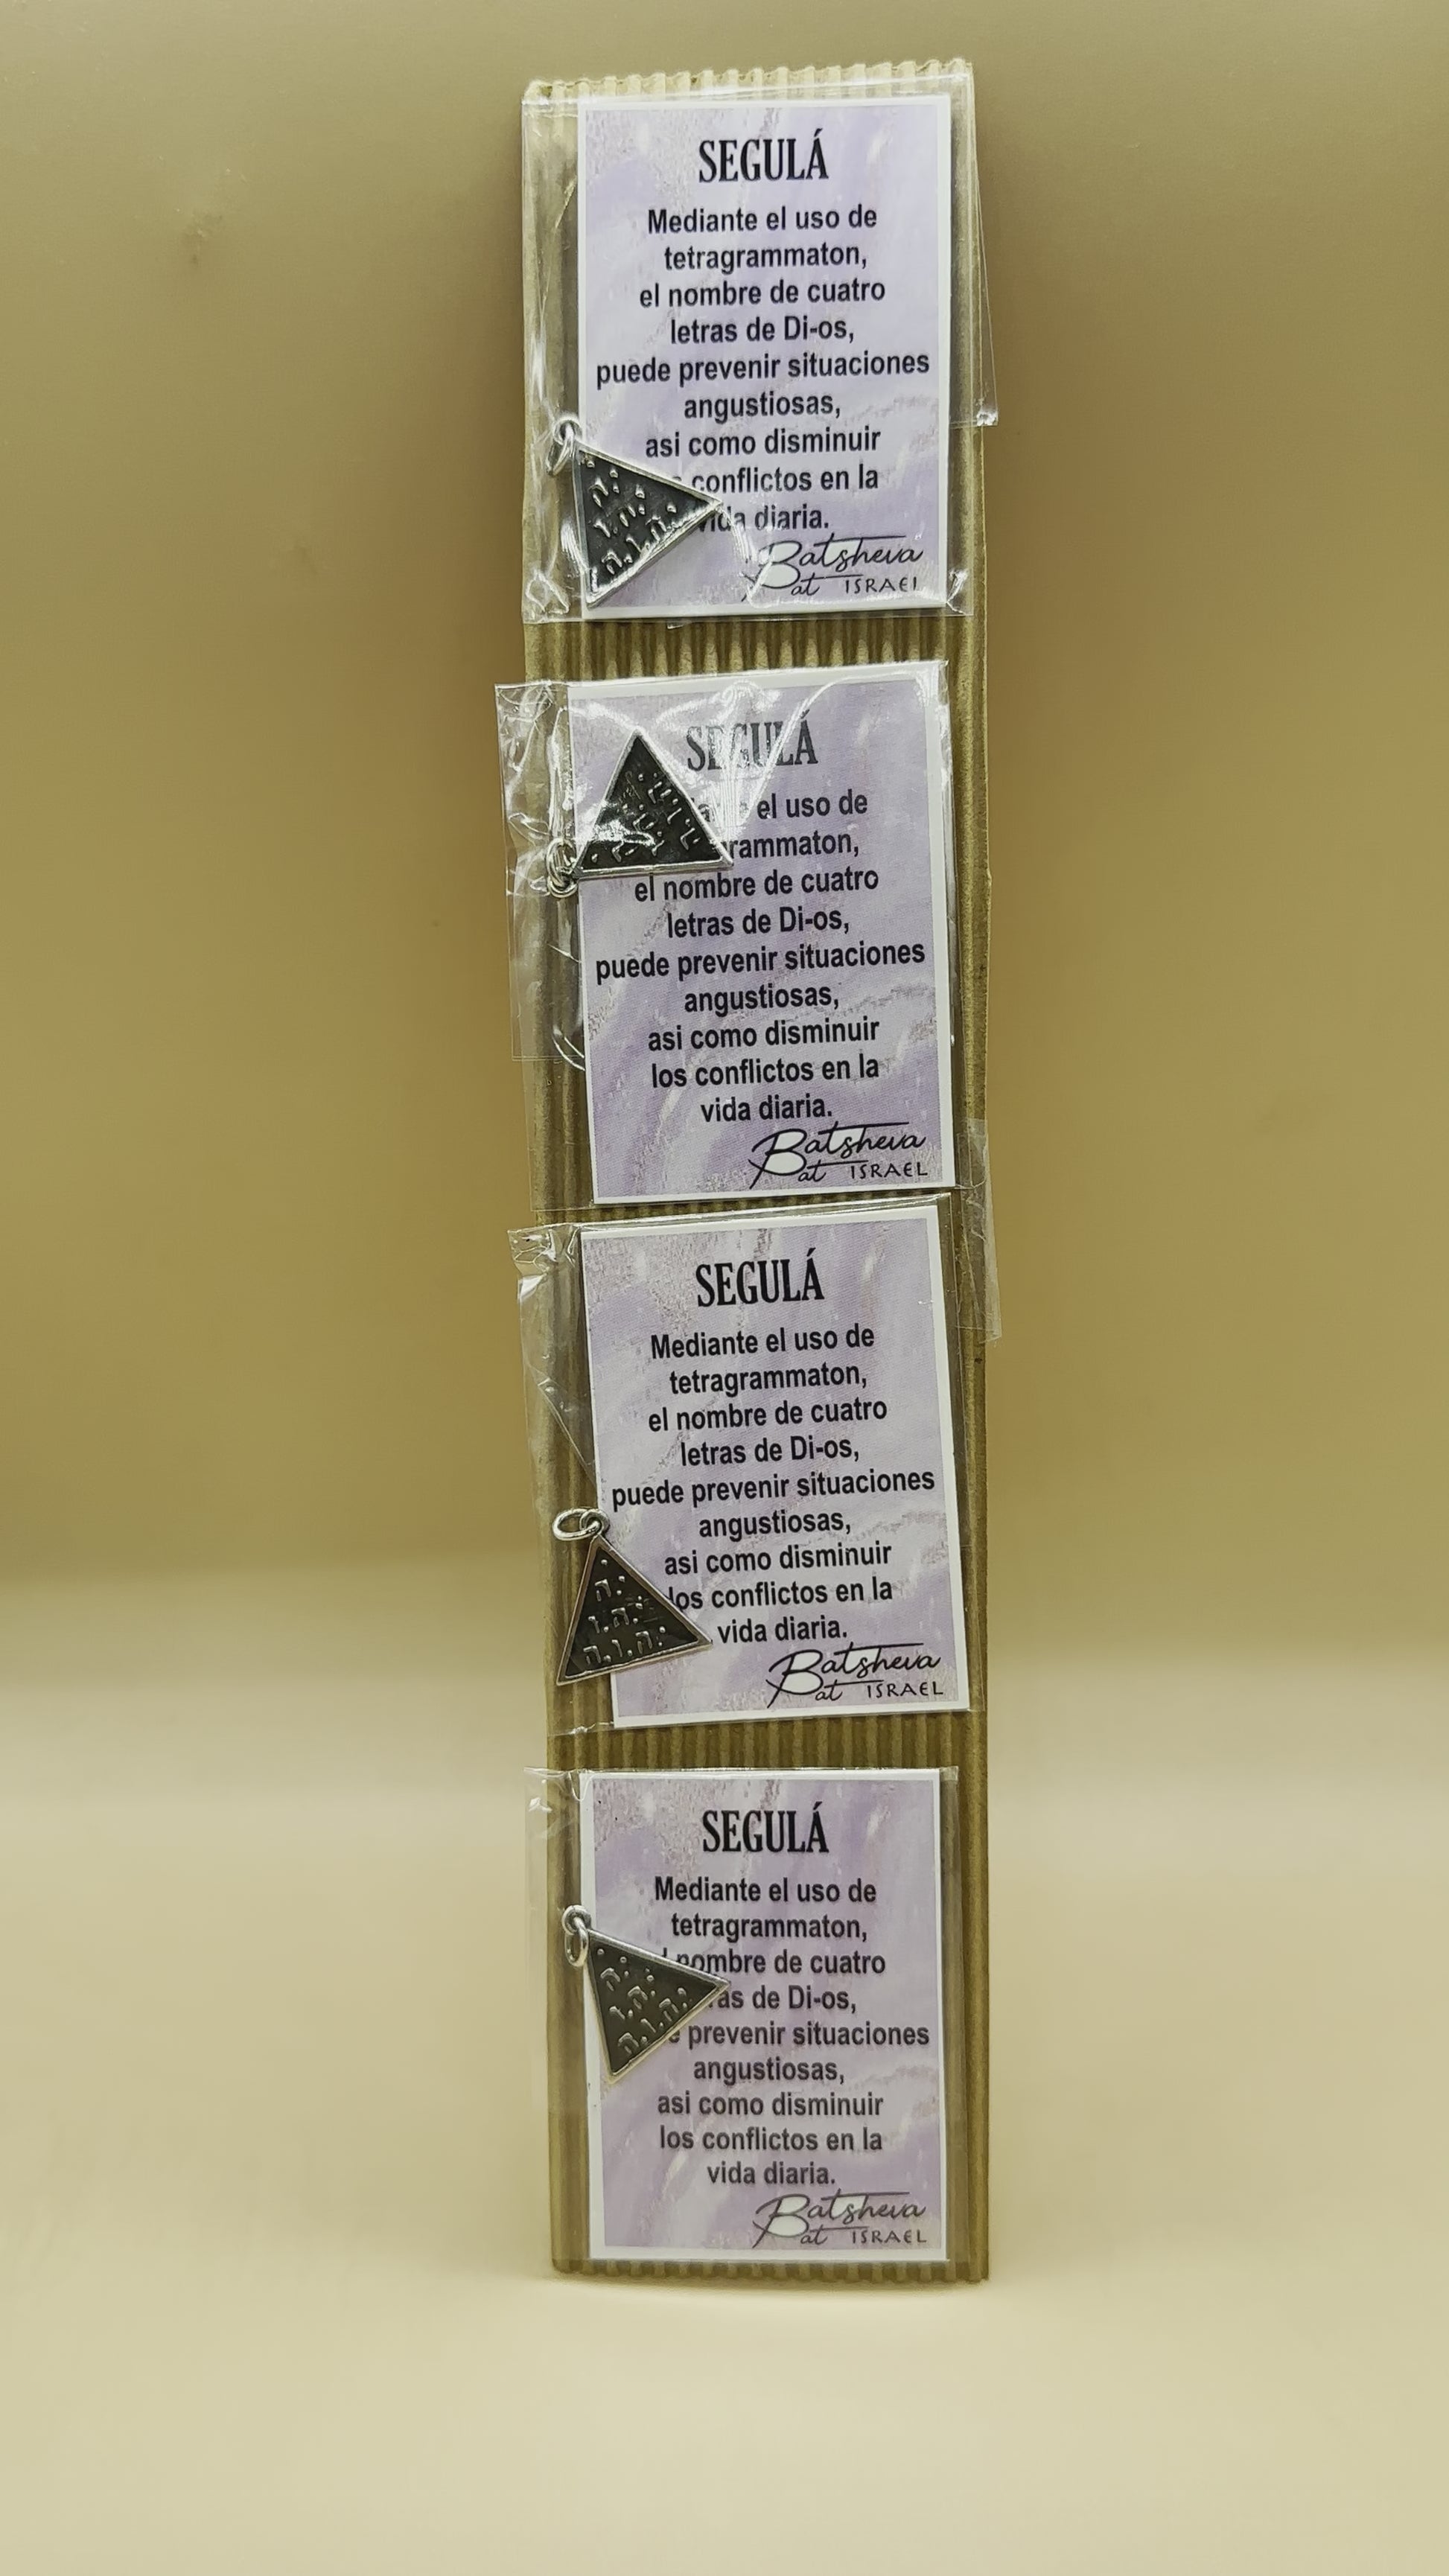 SEGULÁ
Mediante el uso de
tetragrammaton,
el nombre de cuatro
letras de Di-os,
puede prevenir situaciones
angustiosas,
asi como disminuir
conflictos en la
diaria.
Batsheva
Bat ISRAEL
SEGULÁ
el uso de
el nombre de cuatro
letras de Di-os,
puede prevenir situaciones
angustiosas,
asi como disminuir
los conflictos en la
vida diaria.
Batsheva
Bat ISRAEL
SEGULÁ
Mediante el uso de
tetragrammaton,
el nombre de cuatro
letras de Di-os,
puede prevenir situaciones
angustiosas,
asi como disminuir
los conflictos en la
vida diaria.
Batsheva
Bat ISRAEL
ה.
ו.ה.
ה.ו.ה.
SEGULÁ
Mediante el uso de
tetragrammaton,
nombre de cuatro
de Di-os,
prevenir situaciones
angustiosas,
asi como disminuir
los conflictos en la
vida diaria.
Batsheva
Bat ISRAEL